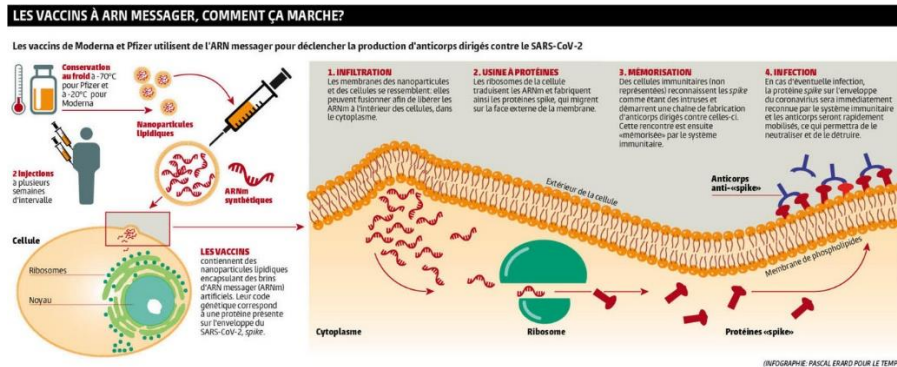 LES VACCINS À ARN MESSAGER, COMMENT ÇA MARCHE?
Les vaccins de Moderna et Pfizer utilisent de l'ARN messager pour déclencher la production d'anticorps dirigés contre le SARS-CoV-2
Conservation
au froid à -70°C
pour Pfizer et
à -20°C pour
Moderna
Nanoparticules
lipidiques
2 injections
à plusieurs
semaines
d'intervalle
ARNm
synthétiques
Cellule
Ribosomes
Noyau
LES VACCINS
contiennent des
nanoparticules lipidiques
encapsulant des brins
d'ARN messager (ARNm)
artificiels. Leur code
génétique correspond
à une protéine présente
sur l'enveloppe du
SARS-CoV-2, spike.
1. INFILTRATION
Les membranes des nanoparticules
et des cellules se ressemblent: elles
peuvent fusionner afin de libérer les
ARNm à l'intérieur des cellules, dans
le cytoplasme.
2. USINE À PROTÉINES
Les ribosomes de la cellule
traduisent les ARNm et fabriquent
ainsi les protéines spike, qui migrent
sur la face externe de la membrane.
3. MÉMORISATION
Des cellules immunitaires (non
représentées) reconnaissent les spike
comme étant des intruses et
démarrent une chaîne de fabrication
d'anticorps dirigés contre celles-ci.
Cette rencontre est ensuite
«mémorisée» par le système
immunitaire.
4. INFECTION
En cas d'éventuelle infection,
la protéine spike sur l'enveloppe
du coronavirus sera immédiatement
reconnue par le système immunitaire
et les anticorps seront rapidement
mobilisés, ce qui permettra de le
neutraliser et de le détruire.
Anticorps
anti-«spike»
Extérieur de la cellule
Membrane de phospholipides
Cytoplasme
Ribosome
Protéines «spike»
(INFOGRAPHIE: PASCAL ERARD POUR LE TEMP